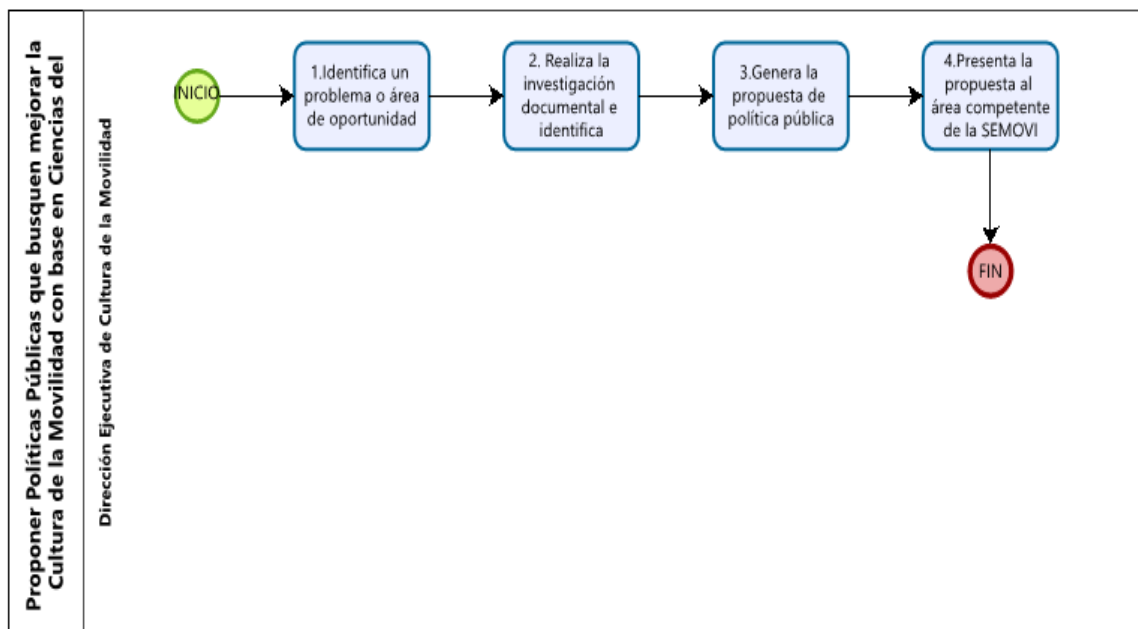 Proponer Políticas Públicas que busquen mejorar la
Cultura de la Movilidad con base en Ciencias del
Dirección Ejecutiva de Cultura de la Movilidad
INICIO
1.Identifica un
problema o área
de oportunidad
2. Realiza la
investigación
documental e
identifica
3.Genera la
propuesta de
política pública
4.Presenta la
propuesta al
área competente
de la SEMOVI
FIN